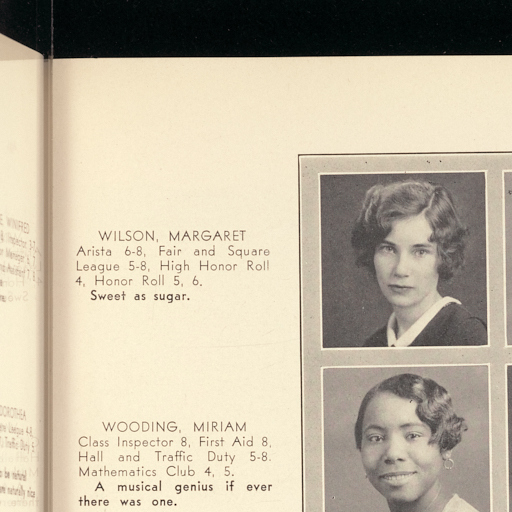 WILSON, MARGARET
Arista 6-8, Fair and Square
League 5-8, High Honor Roll
4, Honor Roll 5, 6.
Sweet as sugar.
WOODING, MIRIAM
Class Inspector 8, First Aid 8,
Hall and Traffic Duty 5-8.
Mathematics Club 4, 5.
A musical genius if ever
there was one.